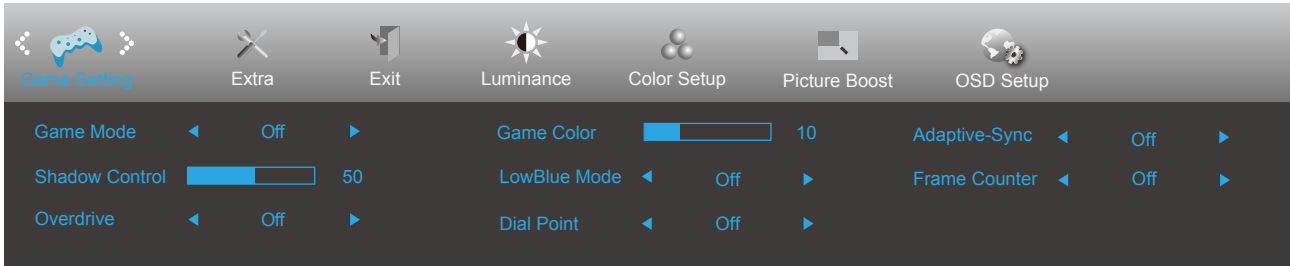 Game Setting Extra Exit Luminance Color Setup Picture Boost OSD Setup
Game Mode Off Game Color 10 Adaptive-Sync Off
Shadow Control 50 LowBlue Mode Off Frame Counter Off
Overdrive Off Dial Point Off